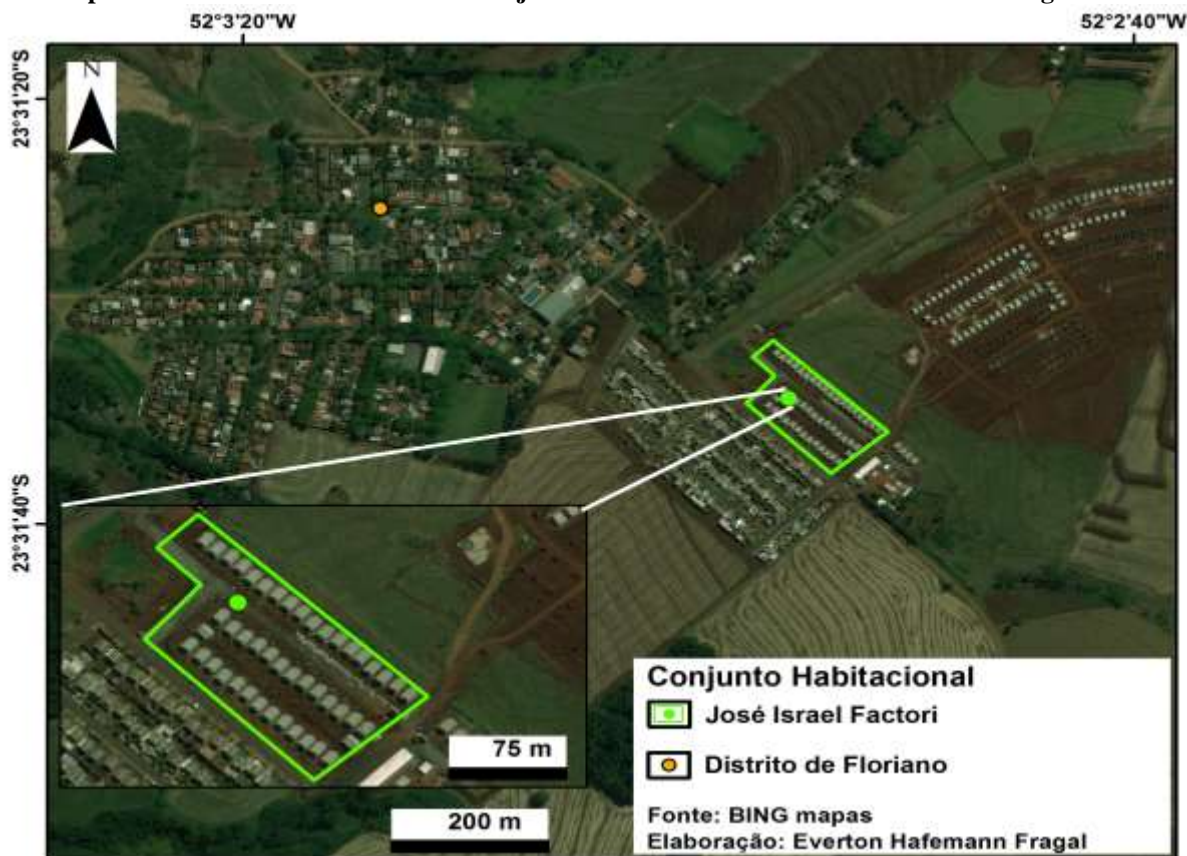 52°3'20"W
52°2'40"W
23°31'20"S
23°31'40"S
N
75 m
200 m
Conjunto Habitacional
José Israel Factori
Distrito de Floriano
Fonte: BING mapas
Elaboração: Everton Hafemann Fragal